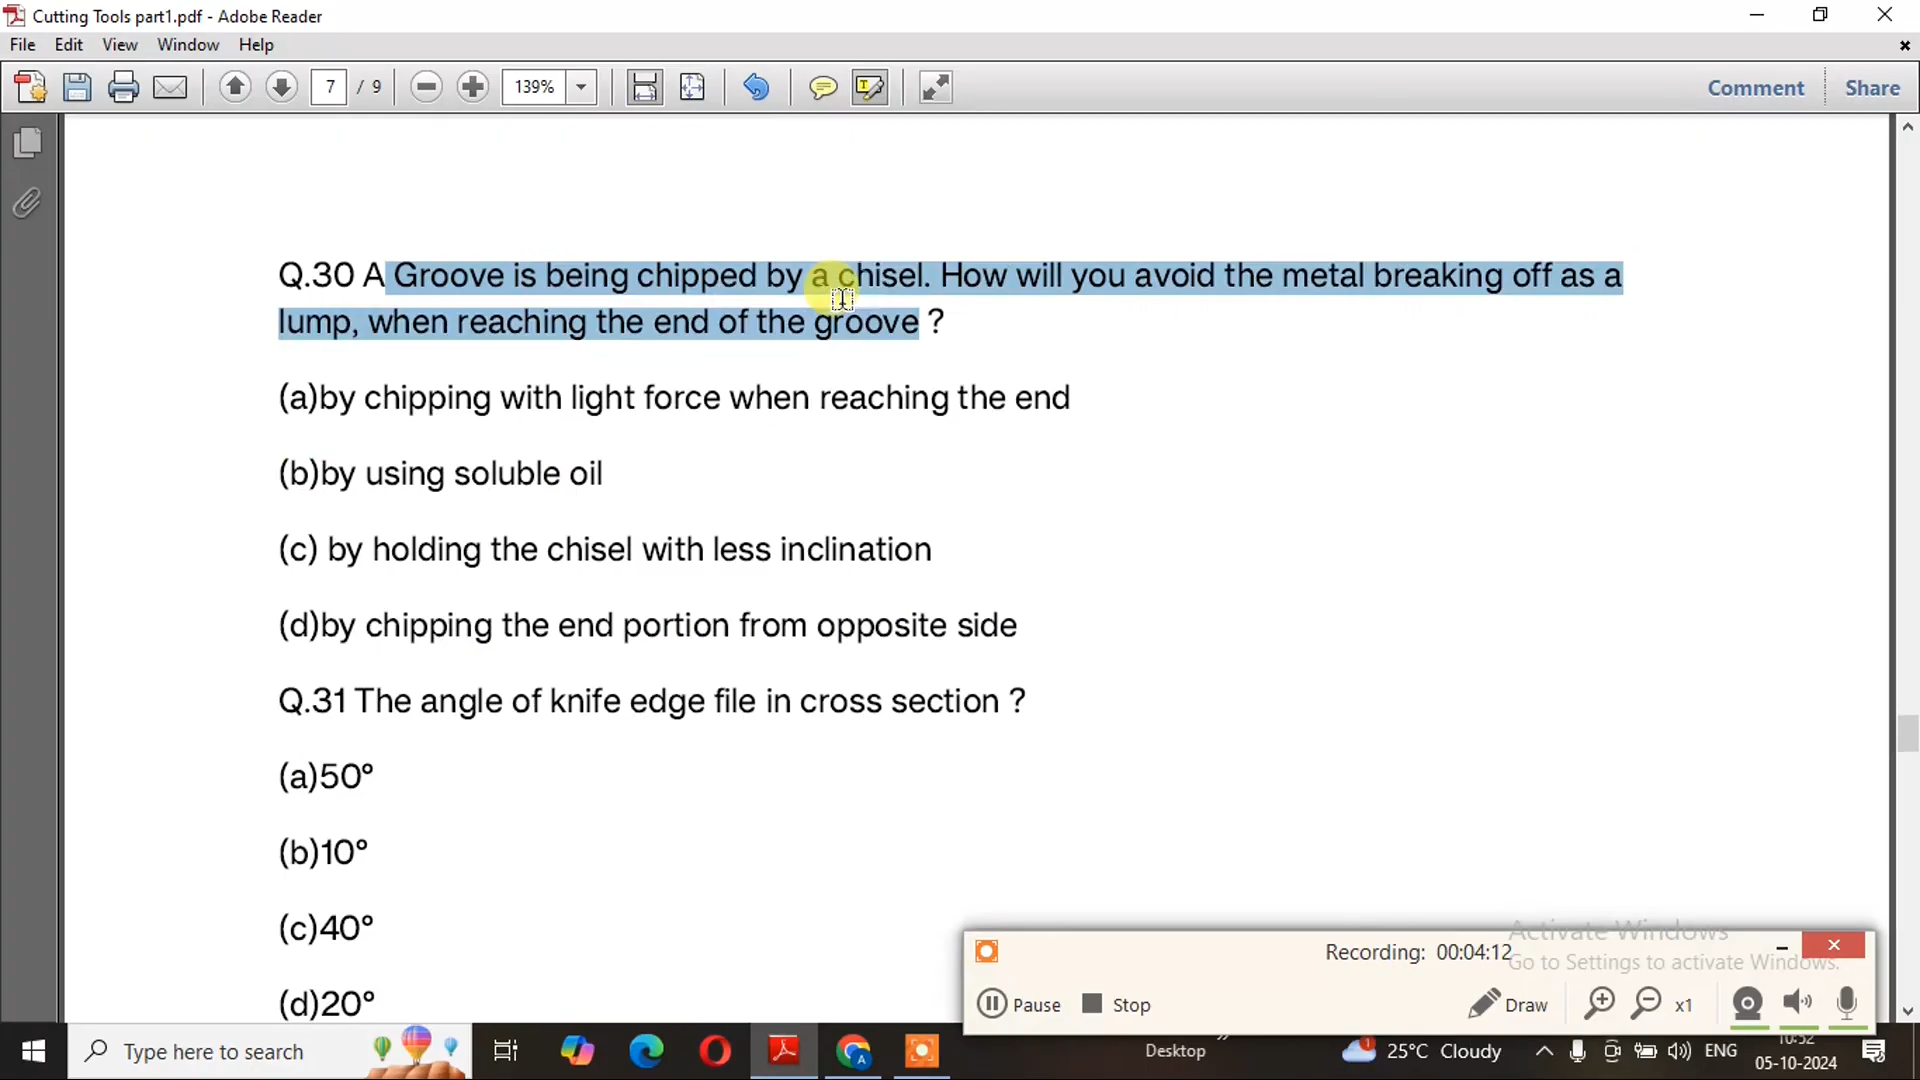 Cutting Tools part1.pdf - Adobe Reader
File Edit View Window Help
7 / 9 139% Comment Share
Q.30 A Groove is being chipped by a chisel. How will you avoid the metal breaking off as a
lump, when reaching the end of the groove ?
(a)by chipping with light force when reaching the end
(b)by using soluble oil
(c) by holding the chisel with less inclination
(d)by chipping the end portion from opposite side
Q.31 The angle of knife edge file in cross section ?
(a)50°
(b)10°
(c)40°
(d)20°
Activate Windows
Recording: 00:04:12
Go to Settings to activate Windows.
Pause Stop Draw x1
Type here to search
Desktop
25°C Cloudy
ENG
10:52
05-10-2024